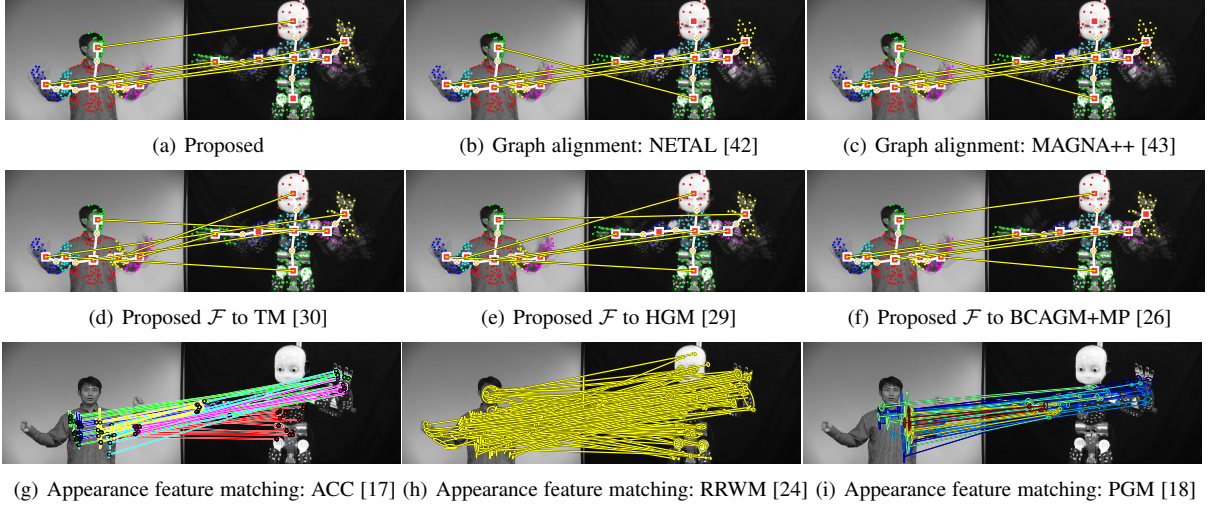 (a) Proposed
(b) Graph alignment: NETAL [42]
(c) Graph alignment: MAGNA++ [43]
(d) Proposed ℱ to TM [30]
(e) Proposed ℱ to HGM [29]
(f) Proposed ℱ to BCAGM+MP [26]
(g) Appearance feature matching: ACC [17]
(h) Appearance feature matching: RRWM [24]
(i) Appearance feature matching: PGM [18]